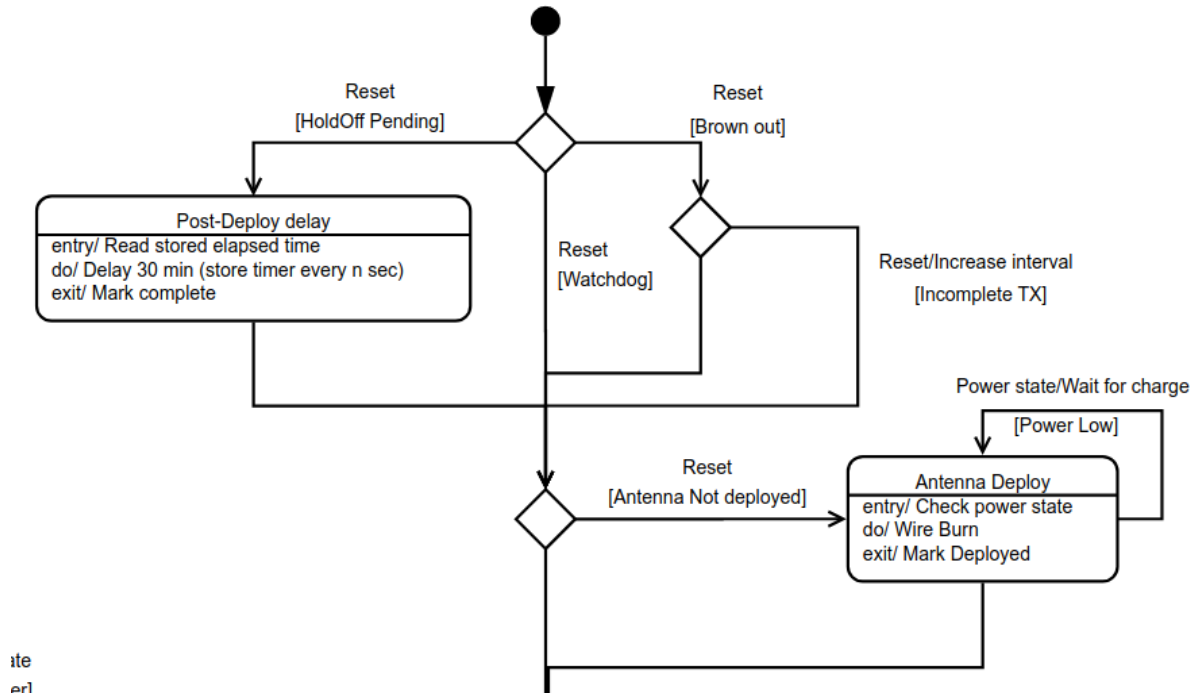 Reset
[HoldOff Pending]
Reset
[Brown out]
Post-Deploy delay
entry/ Read stored elapsed time
do/ Delay 30 min (store timer every n sec)
exit/ Mark complete
Reset
[Watchdog]
Reset/Increase interval
[Incomplete TX]
Power state/Wait for charge
[Power Low]
Reset
[Antenna Not deployed]
Antenna Deploy
entry/ Check power state
do/ Wire Burn
exit/ Mark Deployed